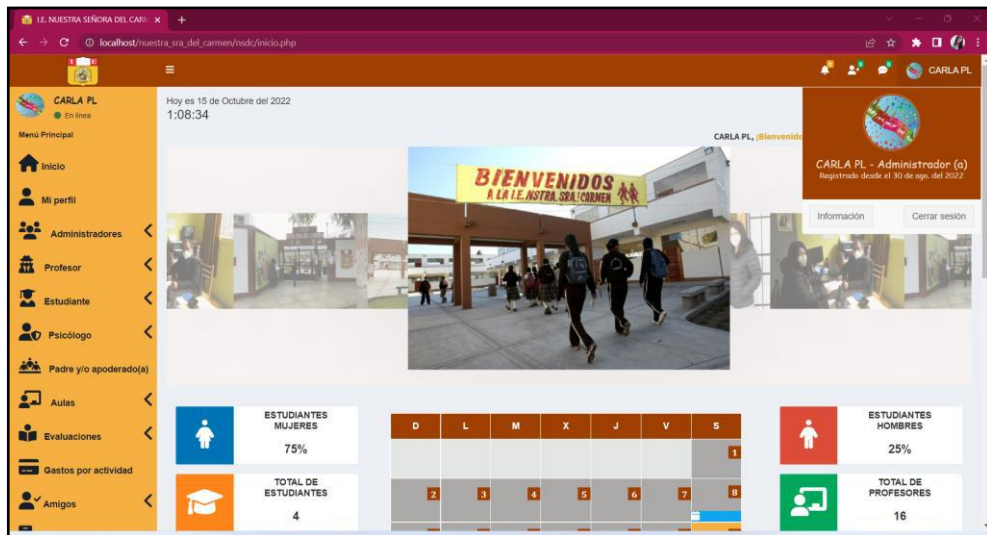 I.E. NUESTRA SEÑORA DEL CAR
localhost/nuestra_sra_del_carmen/nsdc/inicio.php
I E
CARLA PL
CARLA PL
En línea
Menú Principal
Inicio
Mi perfil
Administradores
Profesor
Estudiante
Psicólogo
Padre y/o apoderado(a)
Aulas
Evaluaciones
Gastos por actividad
Amigos
Hoy es 15 de Octubre del 2022
1:08:34
CARLA PL, ¡Bienvenido
CARLA PL - Administrador (a)
Registrado desde el 30 de ago. del 2022
Información
Cerrar sesión
BIENVENIDOS
A LA I.E. NSTRA. SRA. CARMEN
ESTUDIANTES
MUJERES
75%
TOTAL DE
ESTUDIANTES
4
D L M X J V S
1
2 3 4 5 6 7 8
ESTUDIANTES
HOMBRES
25%
TOTAL DE
PROFESORES
16